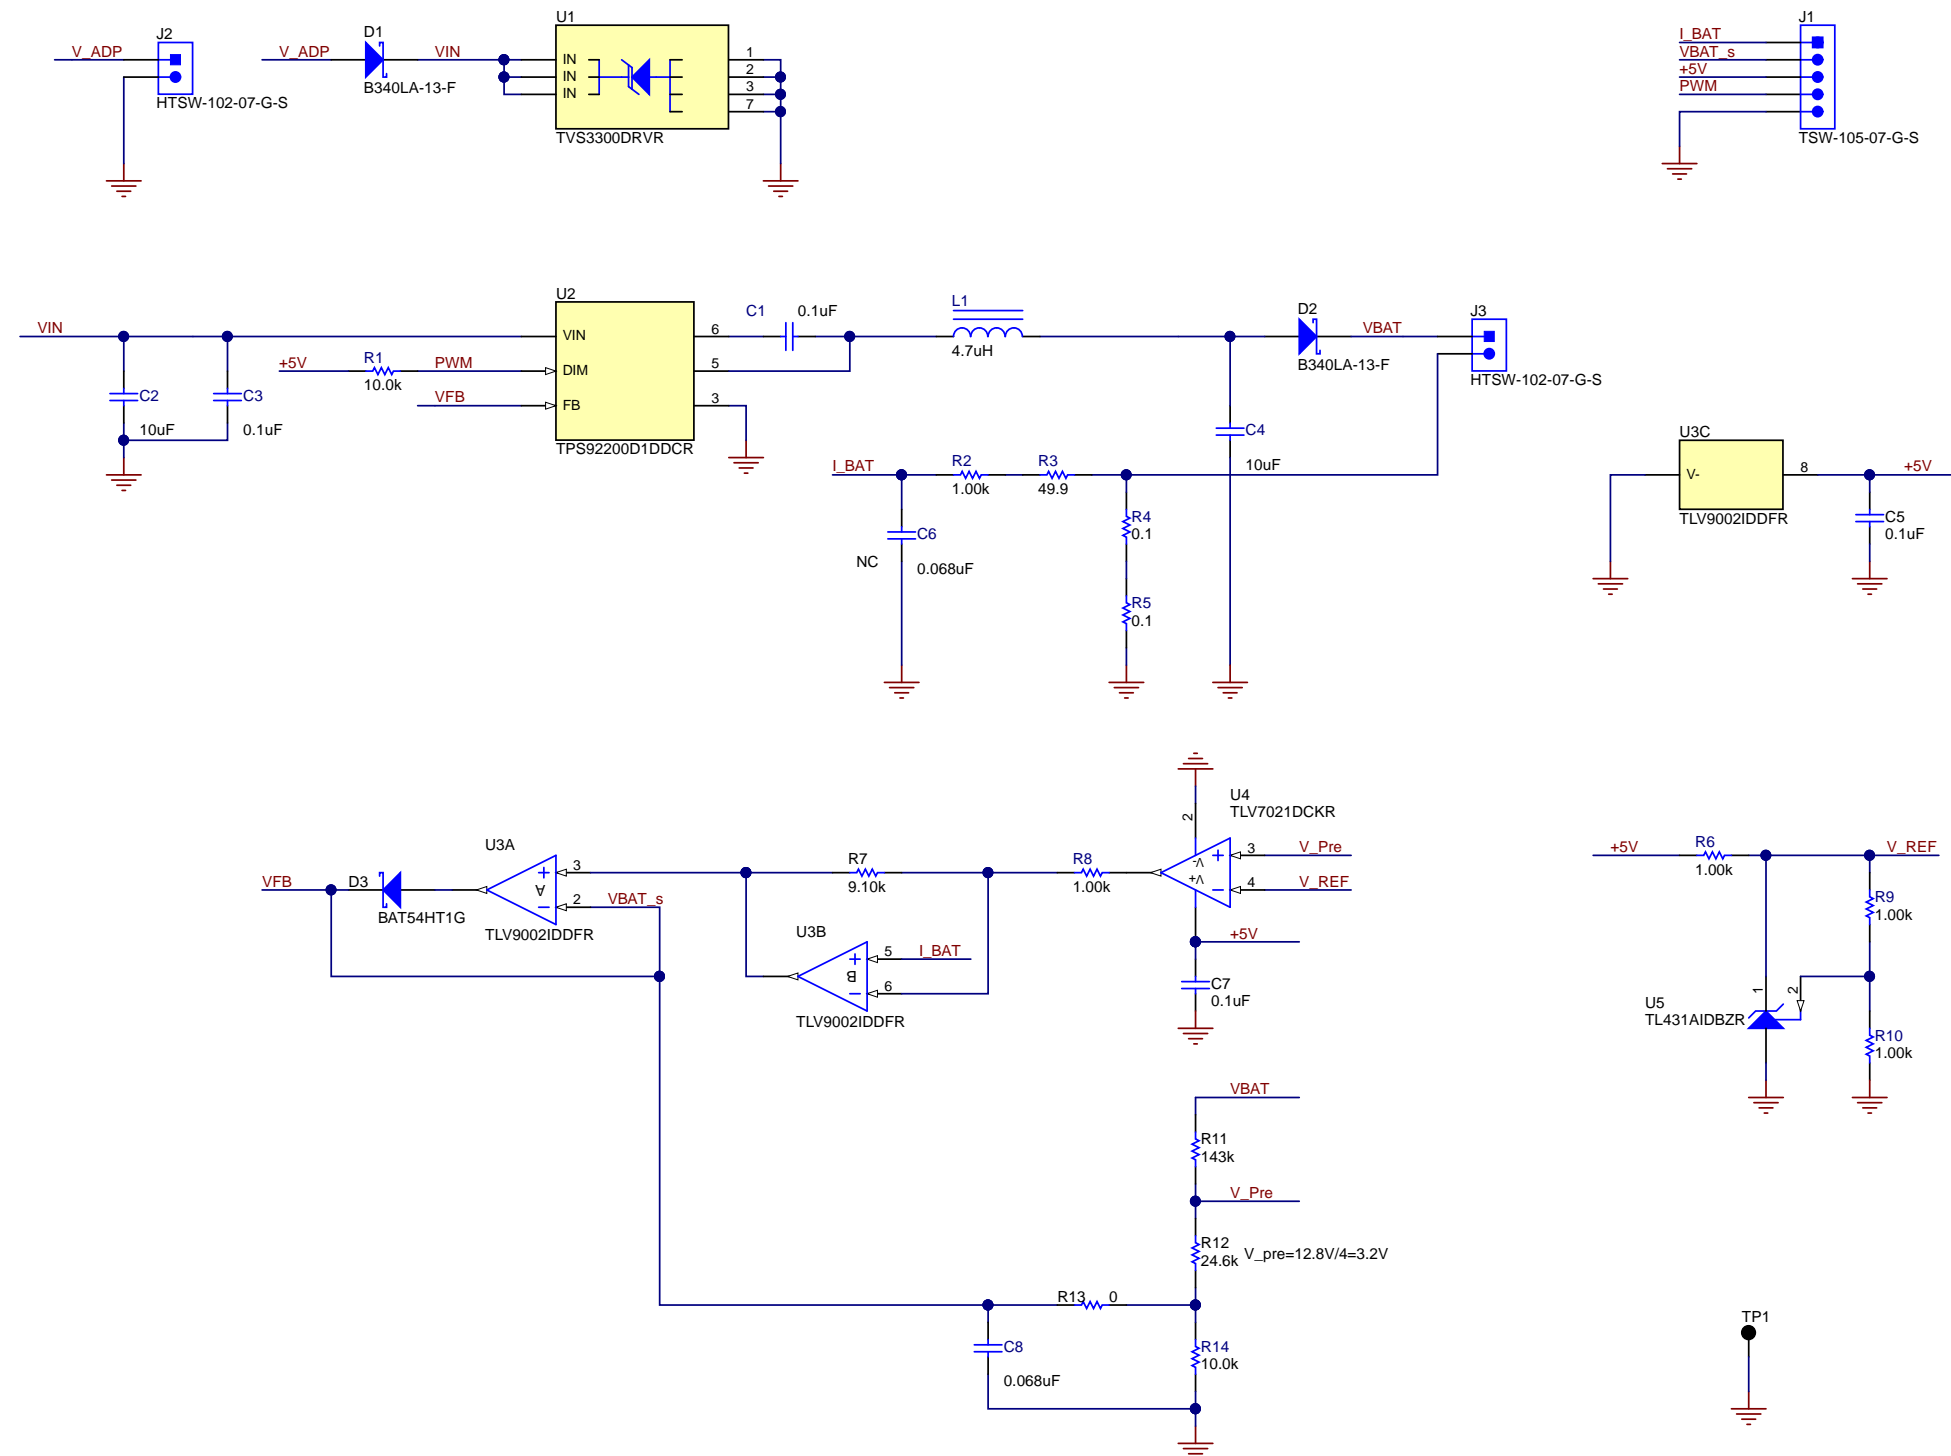 J2
V_ADP
HTSW-102-07-G-S
V_ADP
D1
VIN
B340LA-13-F
U1
IN
IN
IN
1
2
3
7
TVS3300DRVR
J1
I_BAT
VBAT_s
+5V
PWM
TSW-105-07-G-S
VIN
C2
10uF
C3
0.1uF
+5V
R1
10.0k
PWM
VFB
U2
VIN
DIM
FB
6
5
3
TPS92200D1DDCR
C1
0.1uF
L1
4.7uH
D2
B340LA-13-F
VBAT
J3
HTSW-102-07-G-S
C4
10uF
I_BAT
R2
1.00k
R3
49.9
C6
NC
0.068uF
R4
0.1
R5
0.1
U3C
V-
8
+5V
TLV9002IDDFR
C5
0.1uF
VFB
D3
BAT54HT1G
U3A
3
A
2
TLV9002IDDFR
VBAT_s
R7
9.10k
U3B
5
B
6
I_BAT
TLV9002IDDFR
R8
1.00k
U4
TLV7021DCKR
2
V-
V+
3
V_Pre
4
V_REF
+5V
C7
0.1uF
+5V
R6
1.00k
V_REF
R9
1.00k
1
2
U5
TL431AIDBZR
R10
1.00k
VBAT
R11
143k
V_Pre
R12
24.6k
V_pre=12.8V/4=3.2V
R13
0
C8
0.068uF
R14
10.0k
TP1